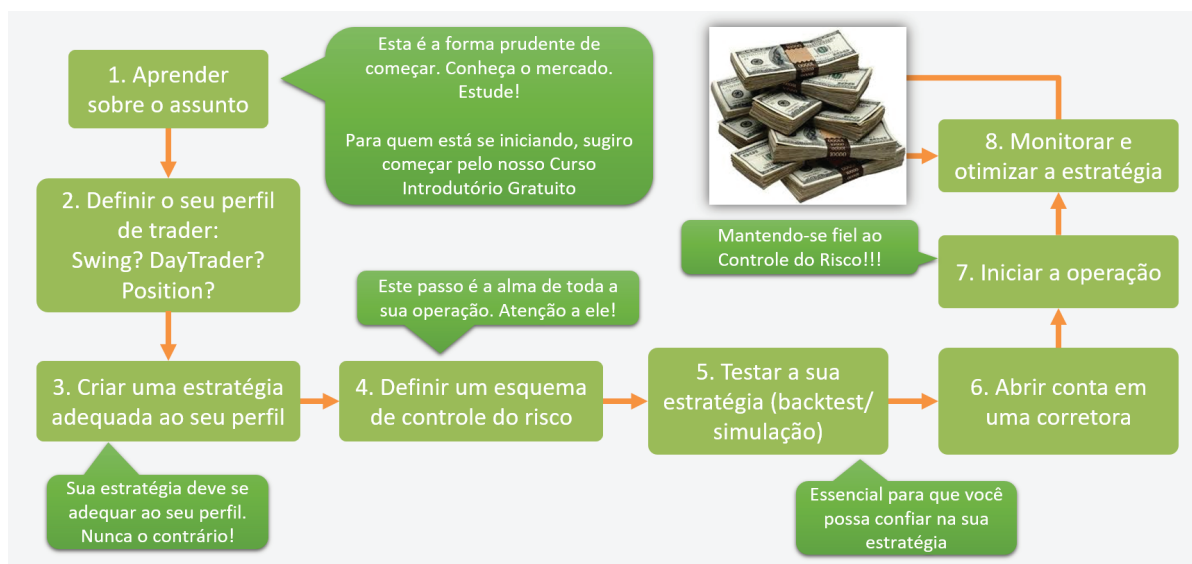 1. Aprender
sobre o assunto
Esta é a forma prudente de
começar. Conheça o mercado.
Estude!
Para quem está se iniciando, sugiro
começar pelo nosso Curso
Introdutório Gratuito
2. Definir o seu perfil
de trader:
Swing? DayTrader?
Position?
3. Criar uma estratégia
adequada ao seu perfil
Sua estratégia deve se
adequar ao seu perfil.
Nunca o contrário!
Este passo é a alma de toda a
sua operação. Atenção a ele!
4. Definir um esquema
de controle do risco
5. Testar a sua
estratégia (backtest/
simulação)
Essencial para que você
possa confiar na sua
estratégia
6. Abrir conta em
uma corretora
Mantendo-se fiel ao
Controle do Risco!!!
7. Iniciar a operação
8. Monitorar e
otimizar a estratégia